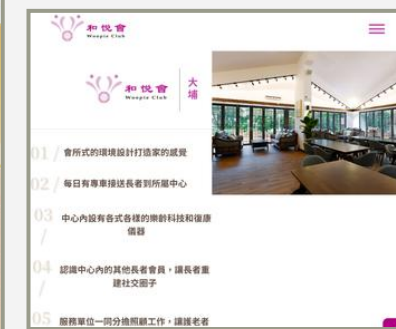 和悅會
Woopie Club
和悅會
Woopie Club
大
埔
01 / 會所式的環境設計打造家的感覺
02 / 每日有專車接送長者到所屬中心
03
/
中心內設有各式各樣的樂齡科技和復康
儀器
04
/
認識中心內的其他長者會員，讓長者重
建社交圈子
05
服務單位一同分擔照顧工作，讓護老者